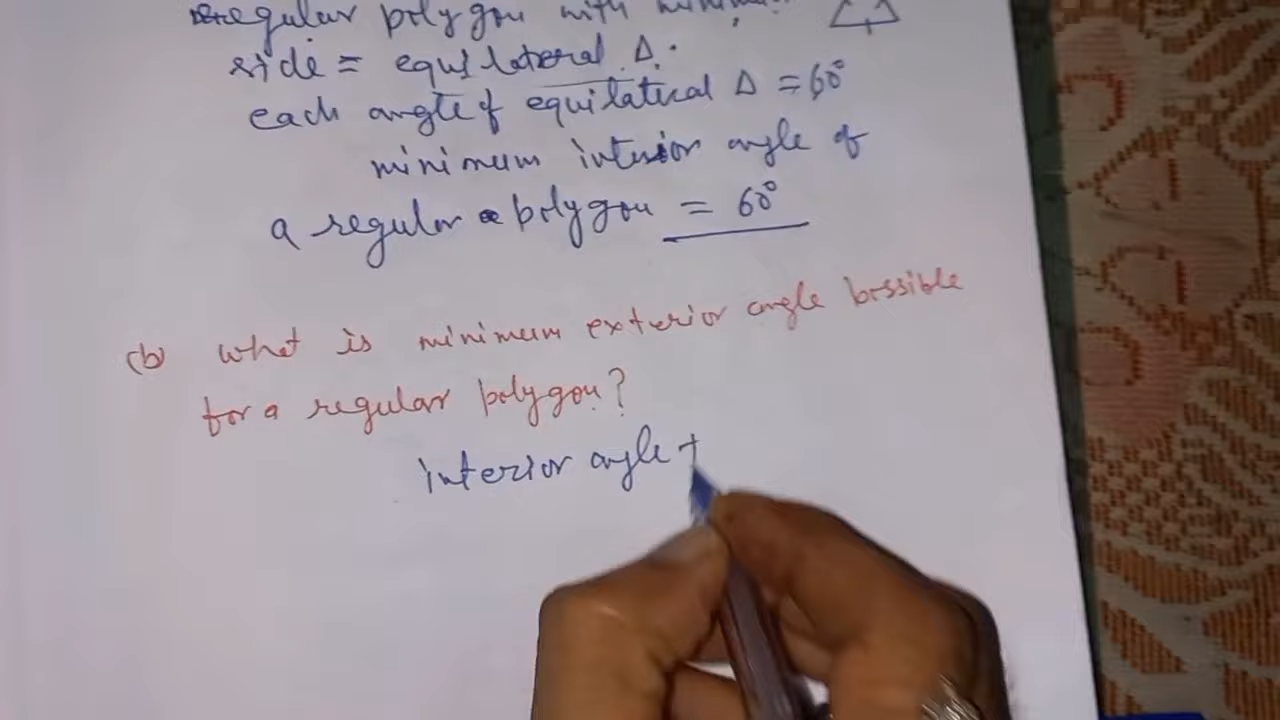 regular polygon with minimum
side = equilateral Δ.
each angle of equilateral Δ = 60°
minimum interior angle of
a regular polygon = 60°
(b) What is minimum exterior angle possible
for a regular polygon?
interior angle +